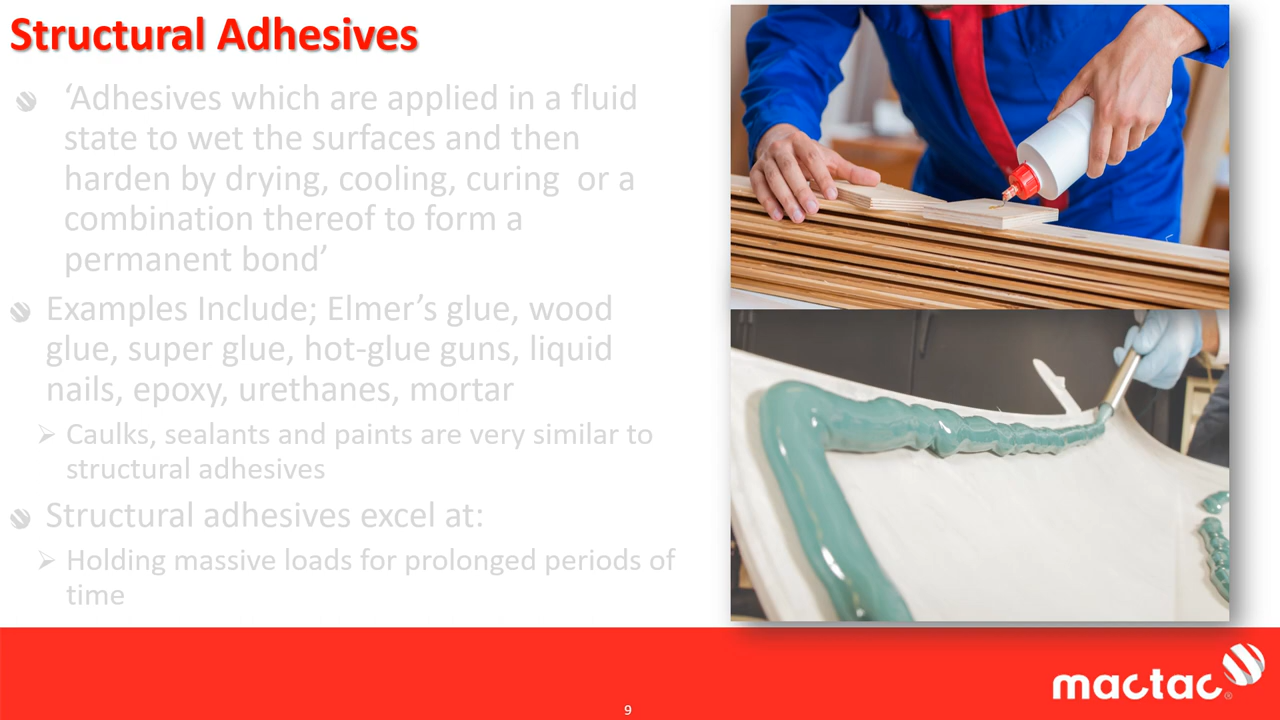 Structural Adhesives
‘Adhesives which are applied in a fluid
state to wet the surfaces and then
harden by drying, cooling, curing  or a
combination thereof to form a
permanent bond’
Examples Include; Elmer’s glue, wood
glue, super glue, hot-glue guns, liquid
nails, epoxy, urethanes, mortar
Caulks, sealants and paints are very similar to
structural adhesives
Structural adhesives excel at:
Holding massive loads for prolonged periods of
time
mactac®
9